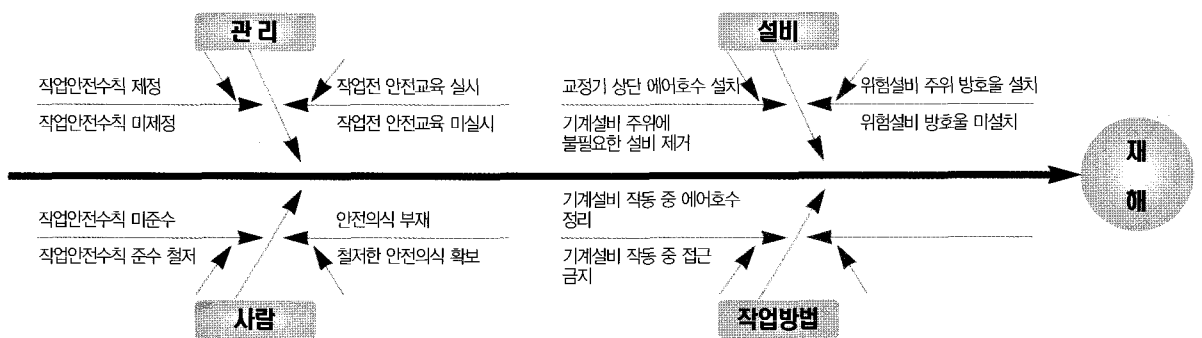 관 리
설비
작업안전수칙 제정
작업전 안전교육 실시
작업안전수칙 미제정
작업전 안전교육 미실시
교정기 상단 에어호수 설치
위험설비 주위 방호울 설치
기계설비 주위에
불필요한 설비 제거
위험설비 방호울 미설치
재
해
작업안전수칙 미준수
안전의식 부재
작업안전수칙 준수 철저
철저한 안전의식 확보
기계설비 작동 중 에어호수
정리
기계설비 작동 중 접근
금지
사람
작업방법